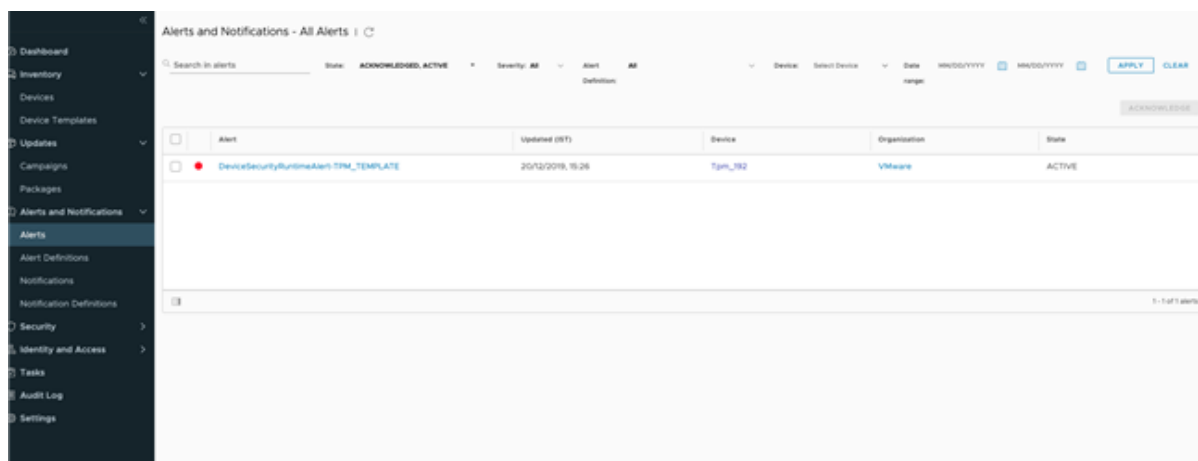 Alerts and Notifications - All Alerts
Dashboard
Inventory
Devices
Device Templates
Updates
Campaigns
Packages
Alerts and Notifications
Alerts
Alert Definitions
Notifications
Notification Definitions
Security
Identity and Access
Tasks
Audit Log
Settings
Search in alerts
State: ACKNOWLEDGED, ACTIVE
Severity: All
Alert Definition: All
Device: Select Device
Date range: MM/DD/YYYY MM/DD/YYYY
APPLY CLEAR
ACKNOWLEDGE
Alert Updated (IST) Device Organization State
DeviceSecurityRuntimeAlert-TPM_TEMPLATE 20/12/2019, 15:26 Tpm_192 VMware ACTIVE
1 - 1 of 1 alerts